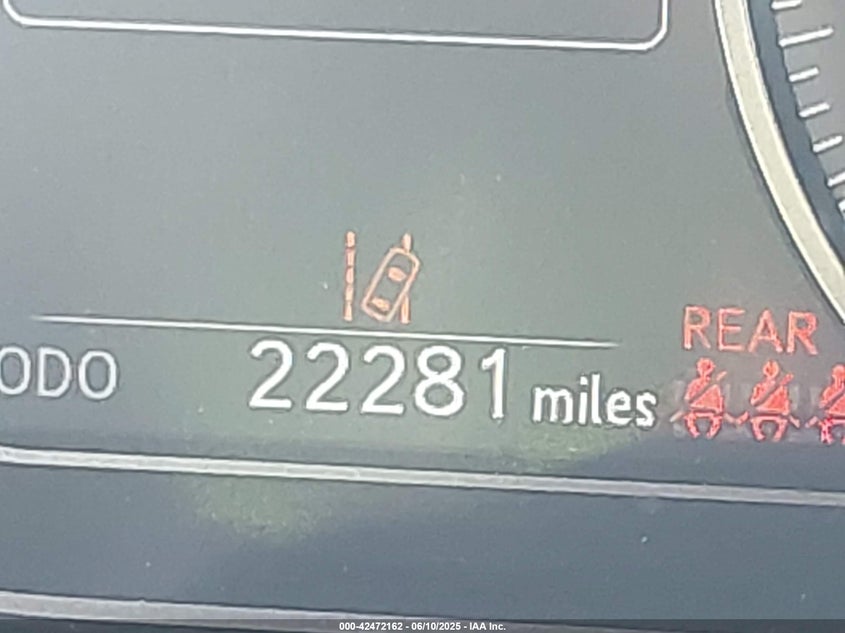 REAR
ODO 22281 miles
000-42472162 - 06/10/2025 - IAA Inc.